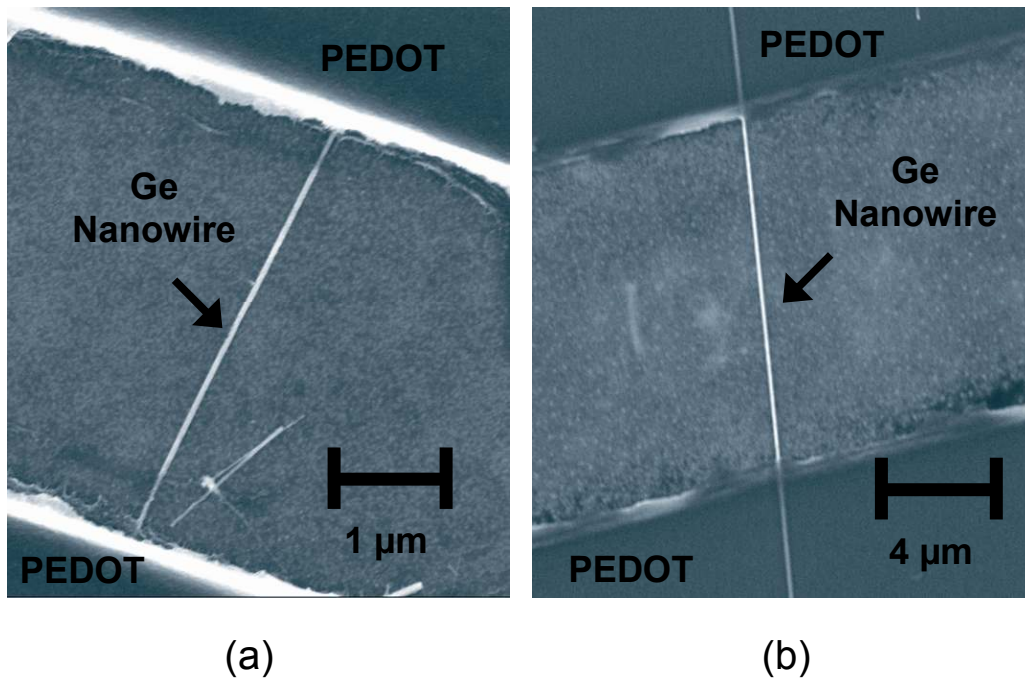 PEDOT
Ge
Nanowire
1 µm
PEDOT
(a)
PEDOT
Ge
Nanowire
4 µm
PEDOT
(b)